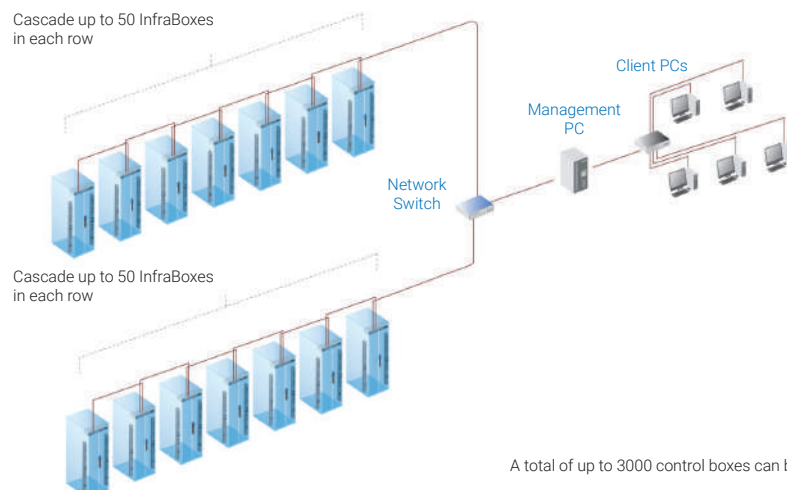 Cascade up to 50 InfraBoxes
in each row
Client PCs
Management
PC
Network
Switch
Cascade up to 50 InfraBoxes
in each row
A total of up to 3000 control boxes can